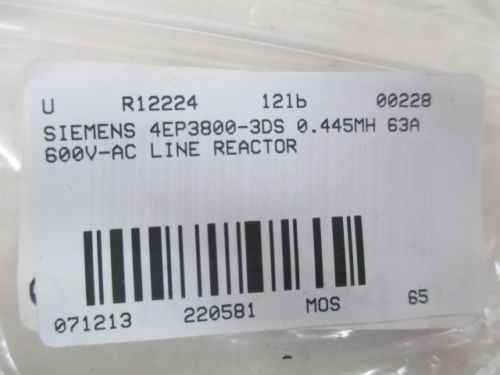 U R12224 12lb 00228
SIEMENS 4EP3800-3DS 0.445MH 63A
600V-AC LINE REACTOR
071213 220581 MOS 65